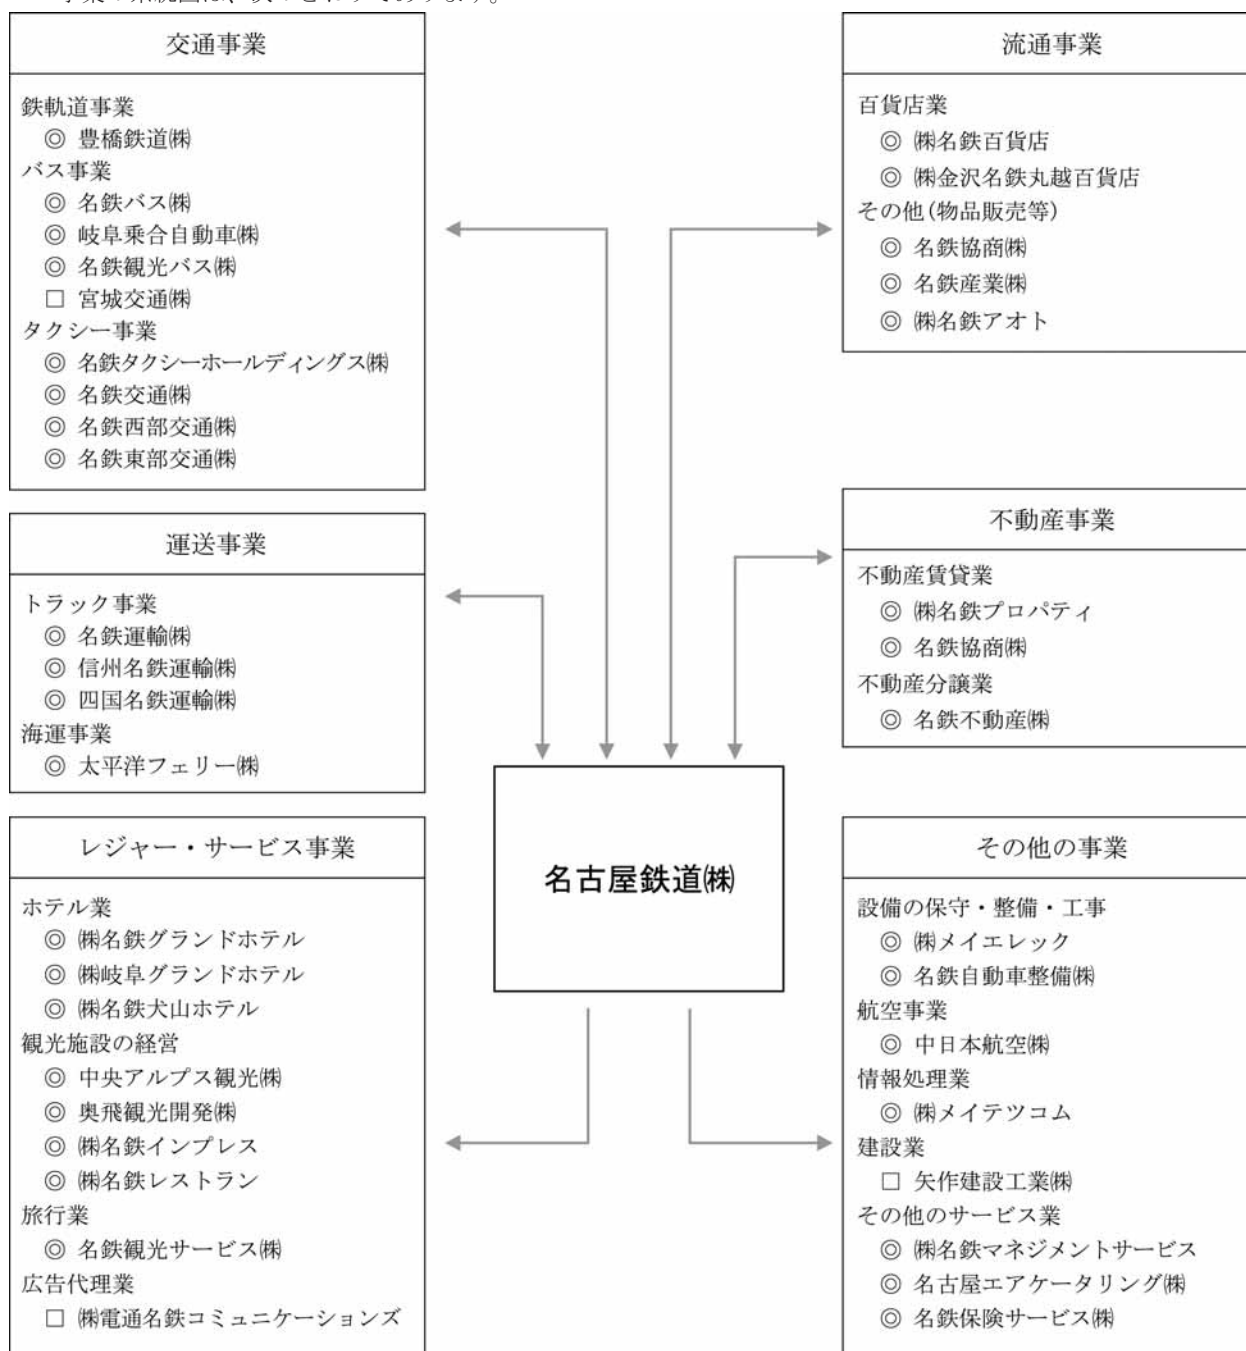 事業の系統図は、次のとおりであります。
交通事業
鉄軌道事業
◎ 豊橋鉄道㈱
バス事業
◎ 名鉄バス㈱
◎ 岐阜乗合自動車㈱
◎ 名鉄観光バス㈱
□ 宮城交通㈱
タクシー事業
◎ 名鉄タクシーホールディングス㈱
◎ 名鉄交通㈱
◎ 名鉄西部交通㈱
◎ 名鉄東部交通㈱
運送事業
トラック事業
◎ 名鉄運輸㈱
◎ 信州名鉄運輸㈱
◎ 四国名鉄運輸㈱
海運事業
◎ 太平洋フェリー㈱
レジャー・サービス事業
ホテル業
◎ ㈱名鉄グランドホテル
◎ ㈱岐阜グランドホテル
◎ ㈱名鉄犬山ホテル
観光施設の経営
◎ 中央アルプス観光㈱
◎ 奥飛観光開発㈱
◎ ㈱名鉄インプレス
◎ ㈱名鉄レストラン
旅行業
◎ 名鉄観光サービス㈱
広告代理業
□ ㈱電通名鉄コミュニケーションズ
名古屋鉄道㈱
流通事業
百貨店業
◎ ㈱名鉄百貨店
◎ ㈱金沢名鉄丸越百貨店
その他(物品販売等)
◎ 名鉄協商㈱
◎ 名鉄産業㈱
◎ ㈱名鉄アオト
不動産事業
不動産賃貸業
◎ ㈱名鉄プロパティ
◎ 名鉄協商㈱
不動産分譲業
◎ 名鉄不動産㈱
その他の事業
設備の保守・整備・工事
◎ ㈱メイエレック
◎ 名鉄自動車整備㈱
航空事業
◎ 中日本航空㈱
情報処理業
◎ ㈱メイテツコム
建設業
□ 矢作建設工業㈱
その他のサービス業
◎ ㈱名鉄マネジメントサービス
◎ 名古屋エアケータリング㈱
◎ 名鉄保険サービス㈱